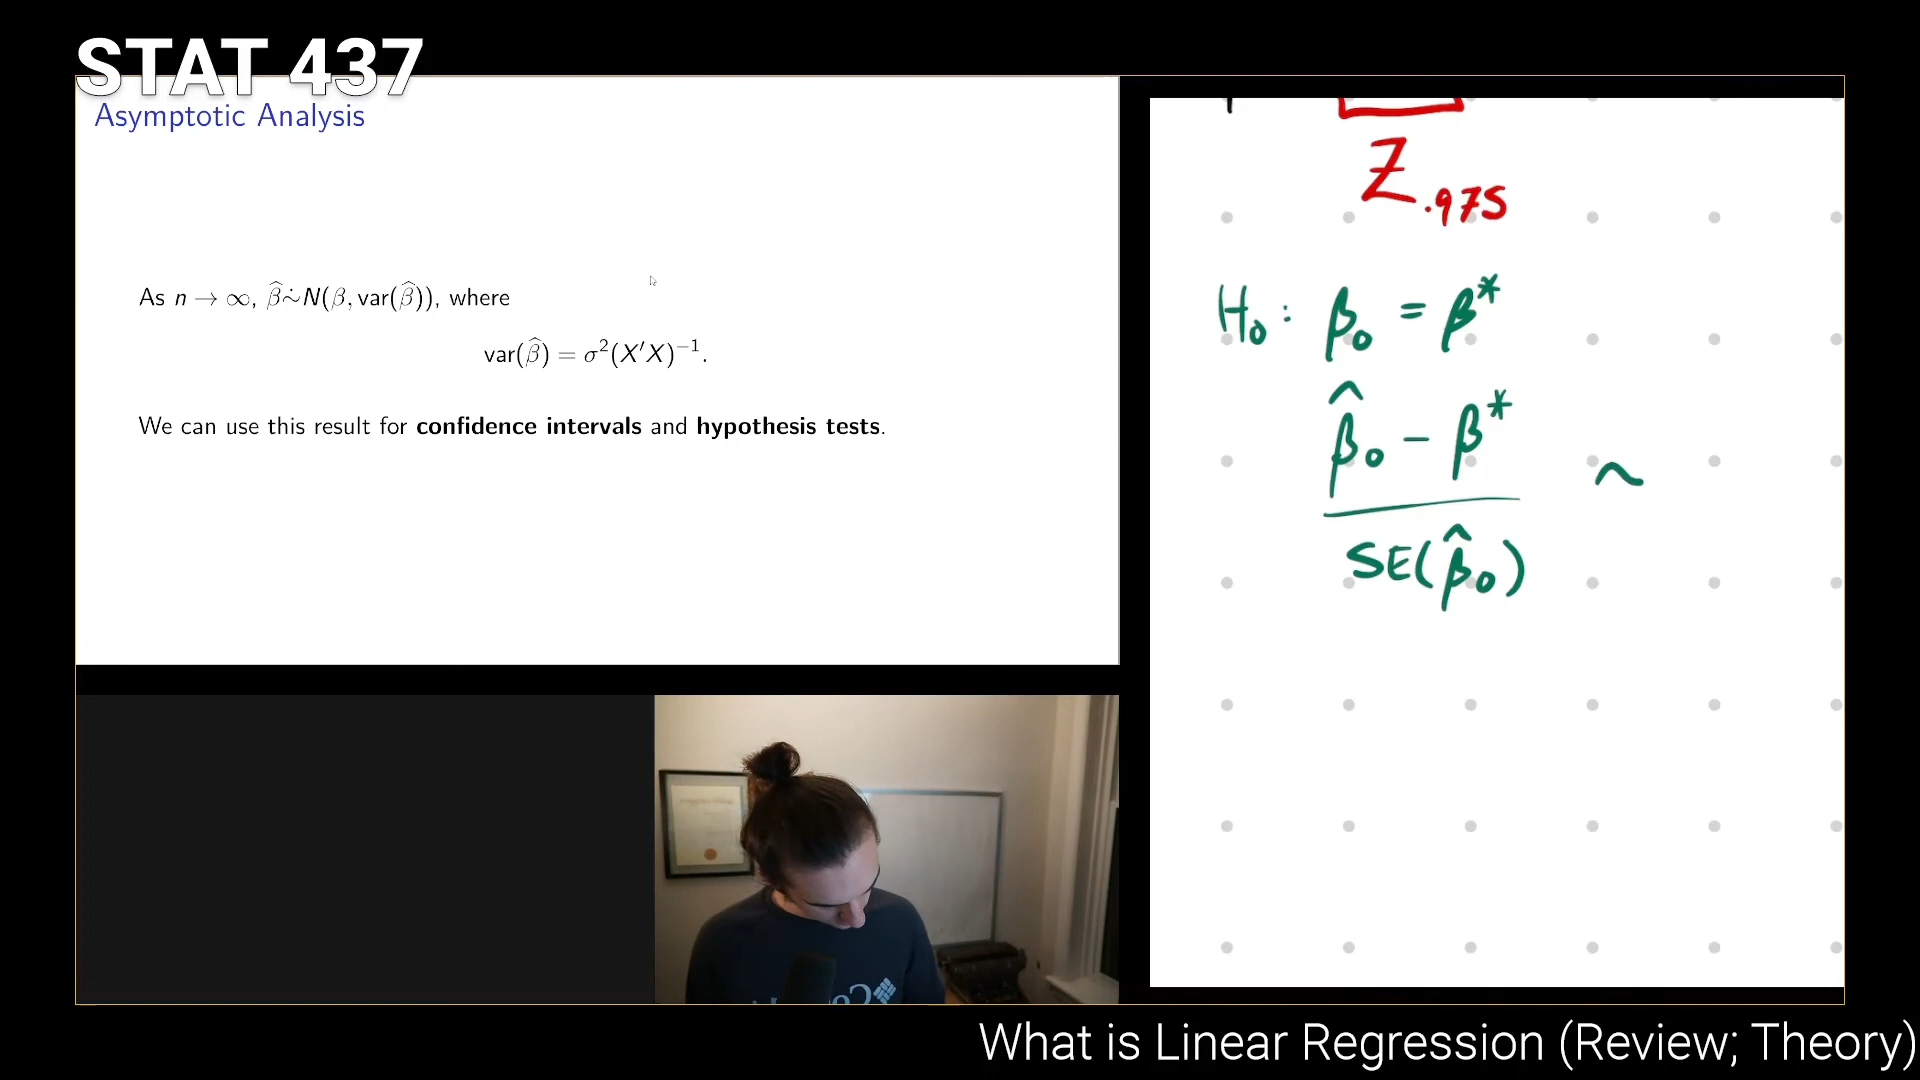 STAT 437
Asymptotic Analysis
As n → ∞, β̂ ∼̇ N(β, var(β̂)), where
var(β̂) = σ²(X′X)⁻¹.
We can use this result for confidence intervals and hypothesis tests.
Z.975
H₀ : β₀ = β*
β̂₀ − β*
∼
SE(β̂₀)
What is Linear Regression (Review; Theory)